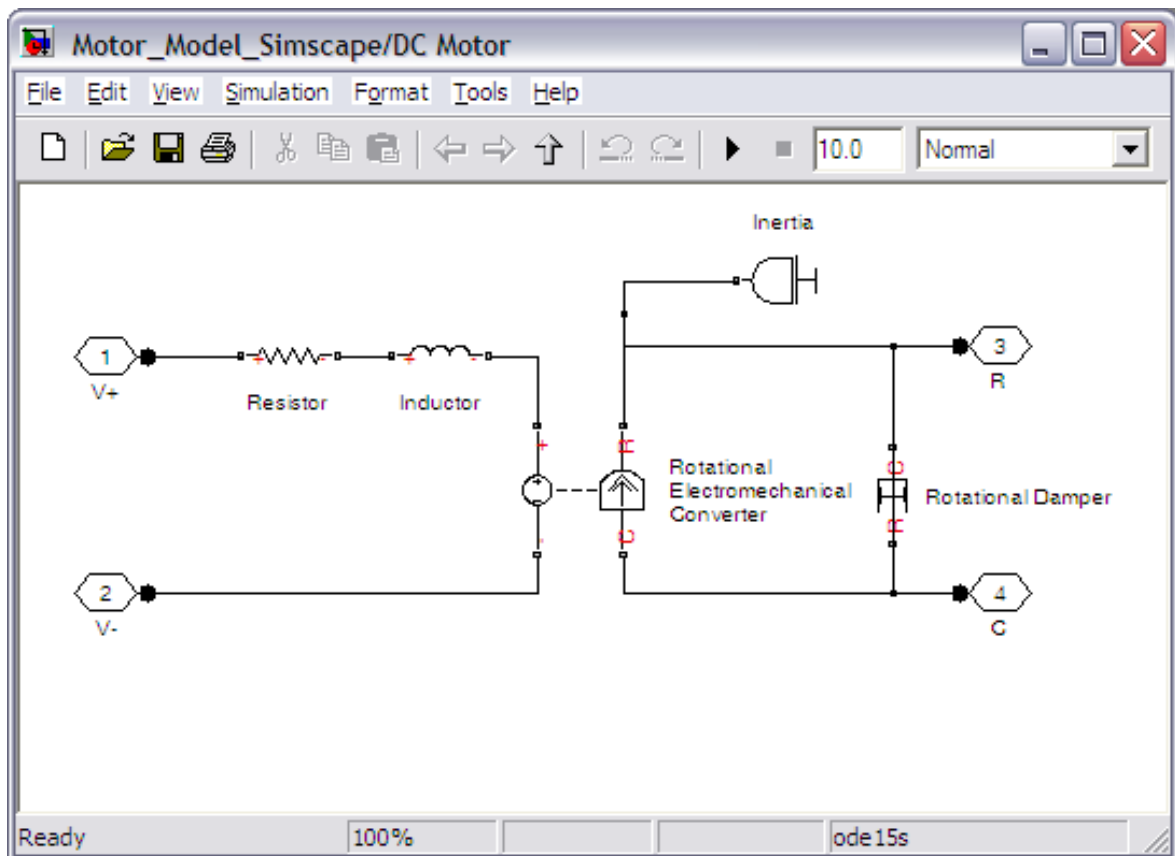 Motor_Model_Simscape/DC Motor
File Edit View Simulation Format Tools Help
10.0 Normal
Inertia
1
V+
Resistor
Inductor
+ -
+ -
+
-
R
C
Rotational
Electromechanical
Converter
3
R
C
R
Rotational Damper
2
V-
4
C
Ready 100% ode15s